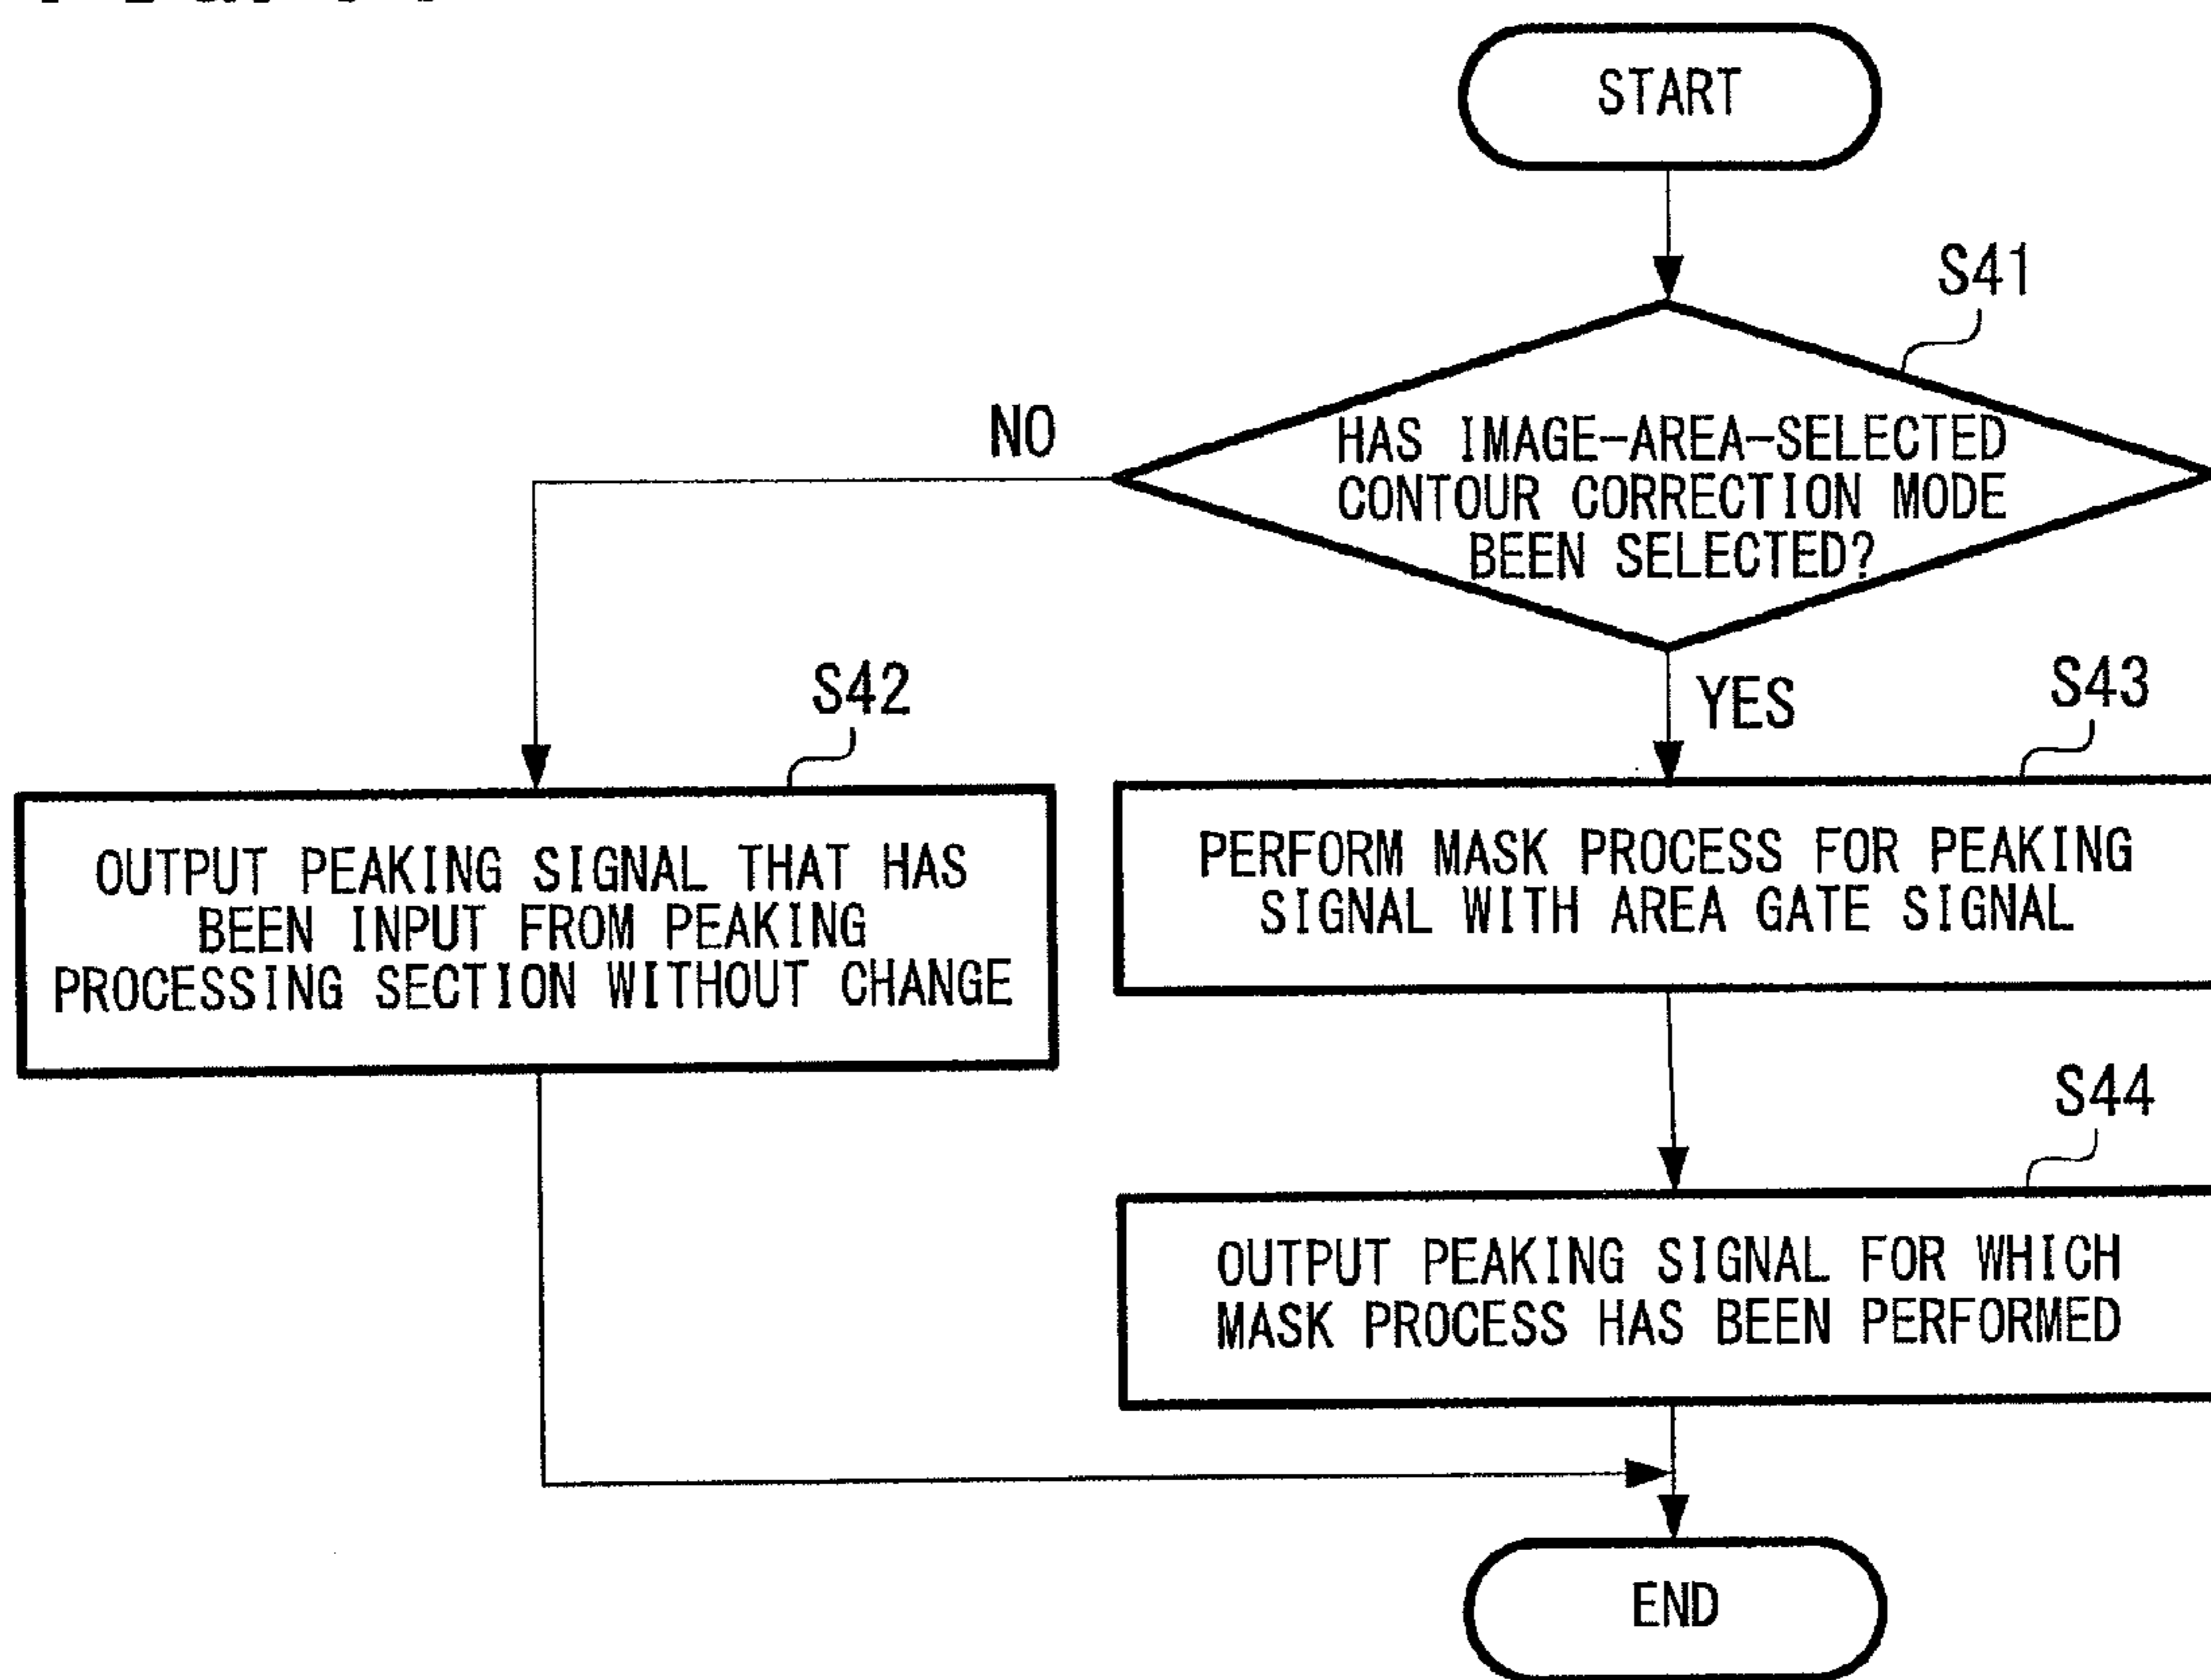 START
S41
HAS IMAGE-AREA-SELECTED
CONTOUR CORRECTION MODE
BEEN SELECTED?
NO
YES
S42
OUTPUT PEAKING SIGNAL THAT HAS
BEEN INPUT FROM PEAKING
PROCESSING SECTION WITHOUT CHANGE
S43
PERFORM MASK PROCESS FOR PEAKING
SIGNAL WITH AREA GATE SIGNAL
S44
OUTPUT PEAKING SIGNAL FOR WHICH
MASK PROCESS HAS BEEN PERFORMED
END